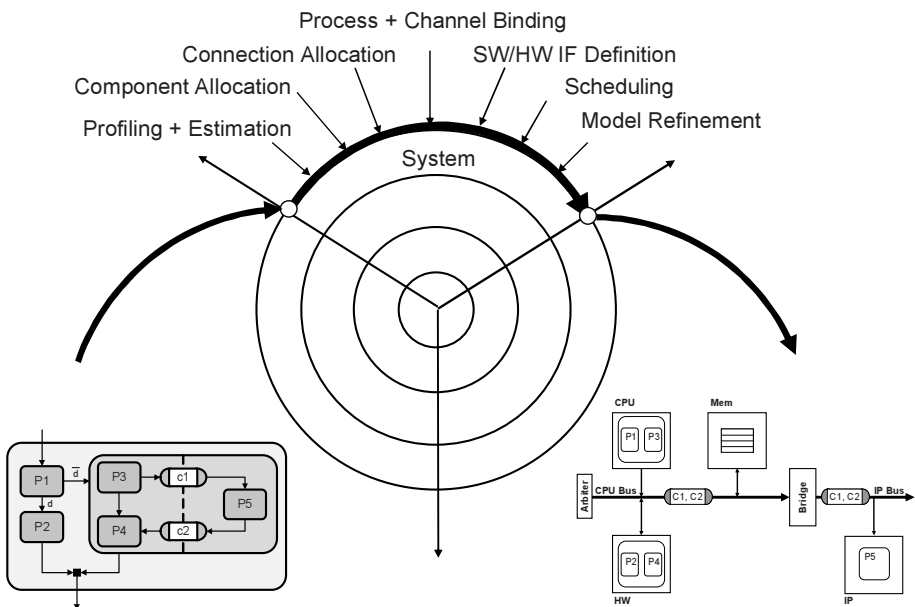 Process + Channel Binding
Connection Allocation
SW/HW IF Definition
Component Allocation
Scheduling
Profiling + Estimation
Model Refinement
System
P1
d̅
d
P2
P3
c1
P5
P4
c2
CPU
P1
P3
Mem
Arbiter
CPU Bus
C1, C2
Bridge
C1, C2
IP Bus
P2
P4
HW
P5
IP